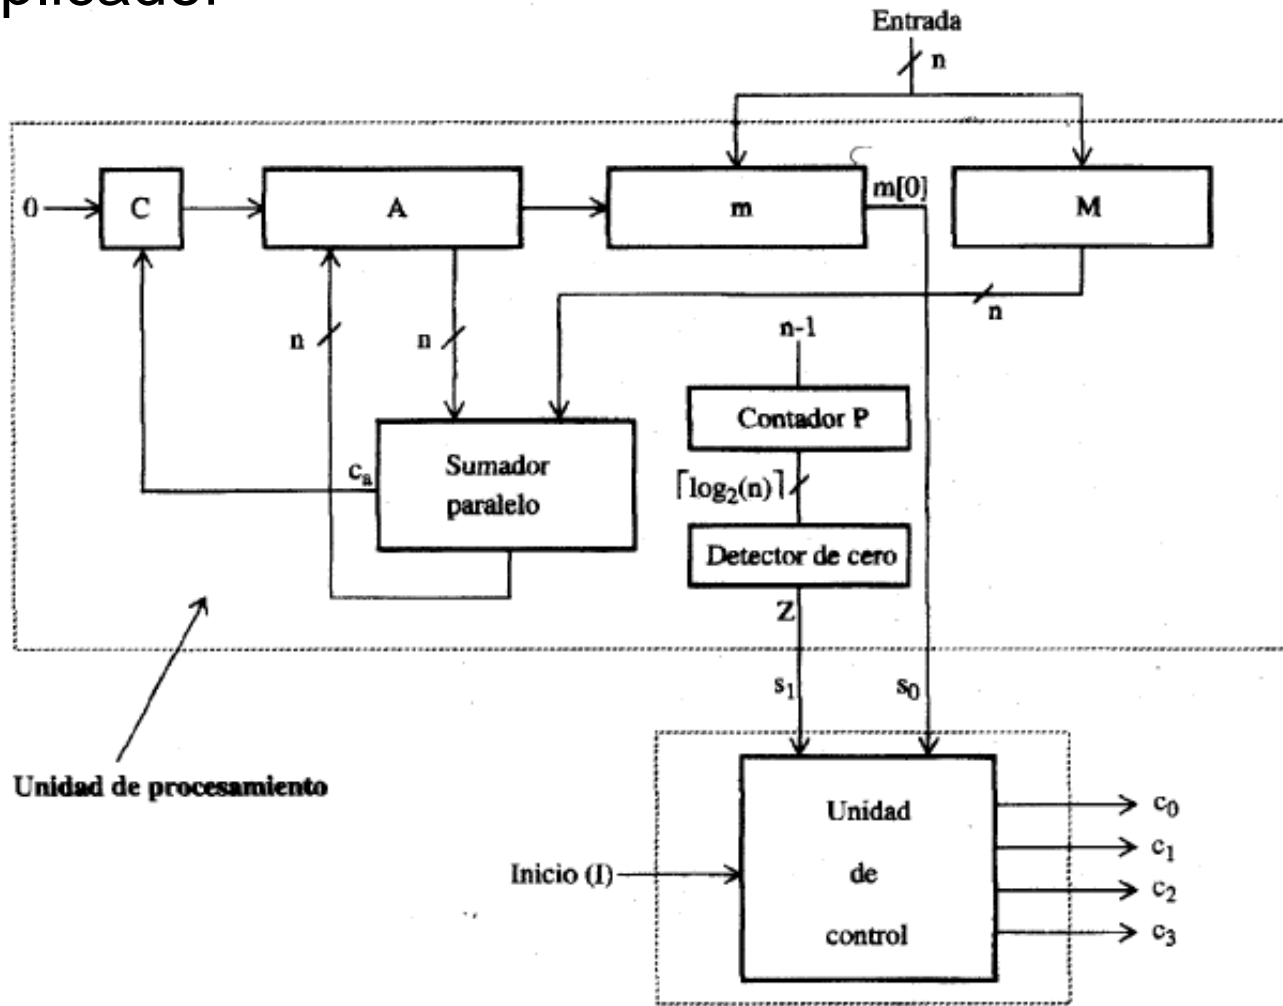 plicado.
Entrada
n
0
C
A
m
m[0]
M
n
n
n
n-1
Contador P
Sumador
paralelo
cₐ
⌈log₂(n)⌉
Detector de cero
Z
s₁
s₀
Unidad de procesamiento
Unidad
de
control
Inicio (I)
c₀
c₁
c₂
c₃